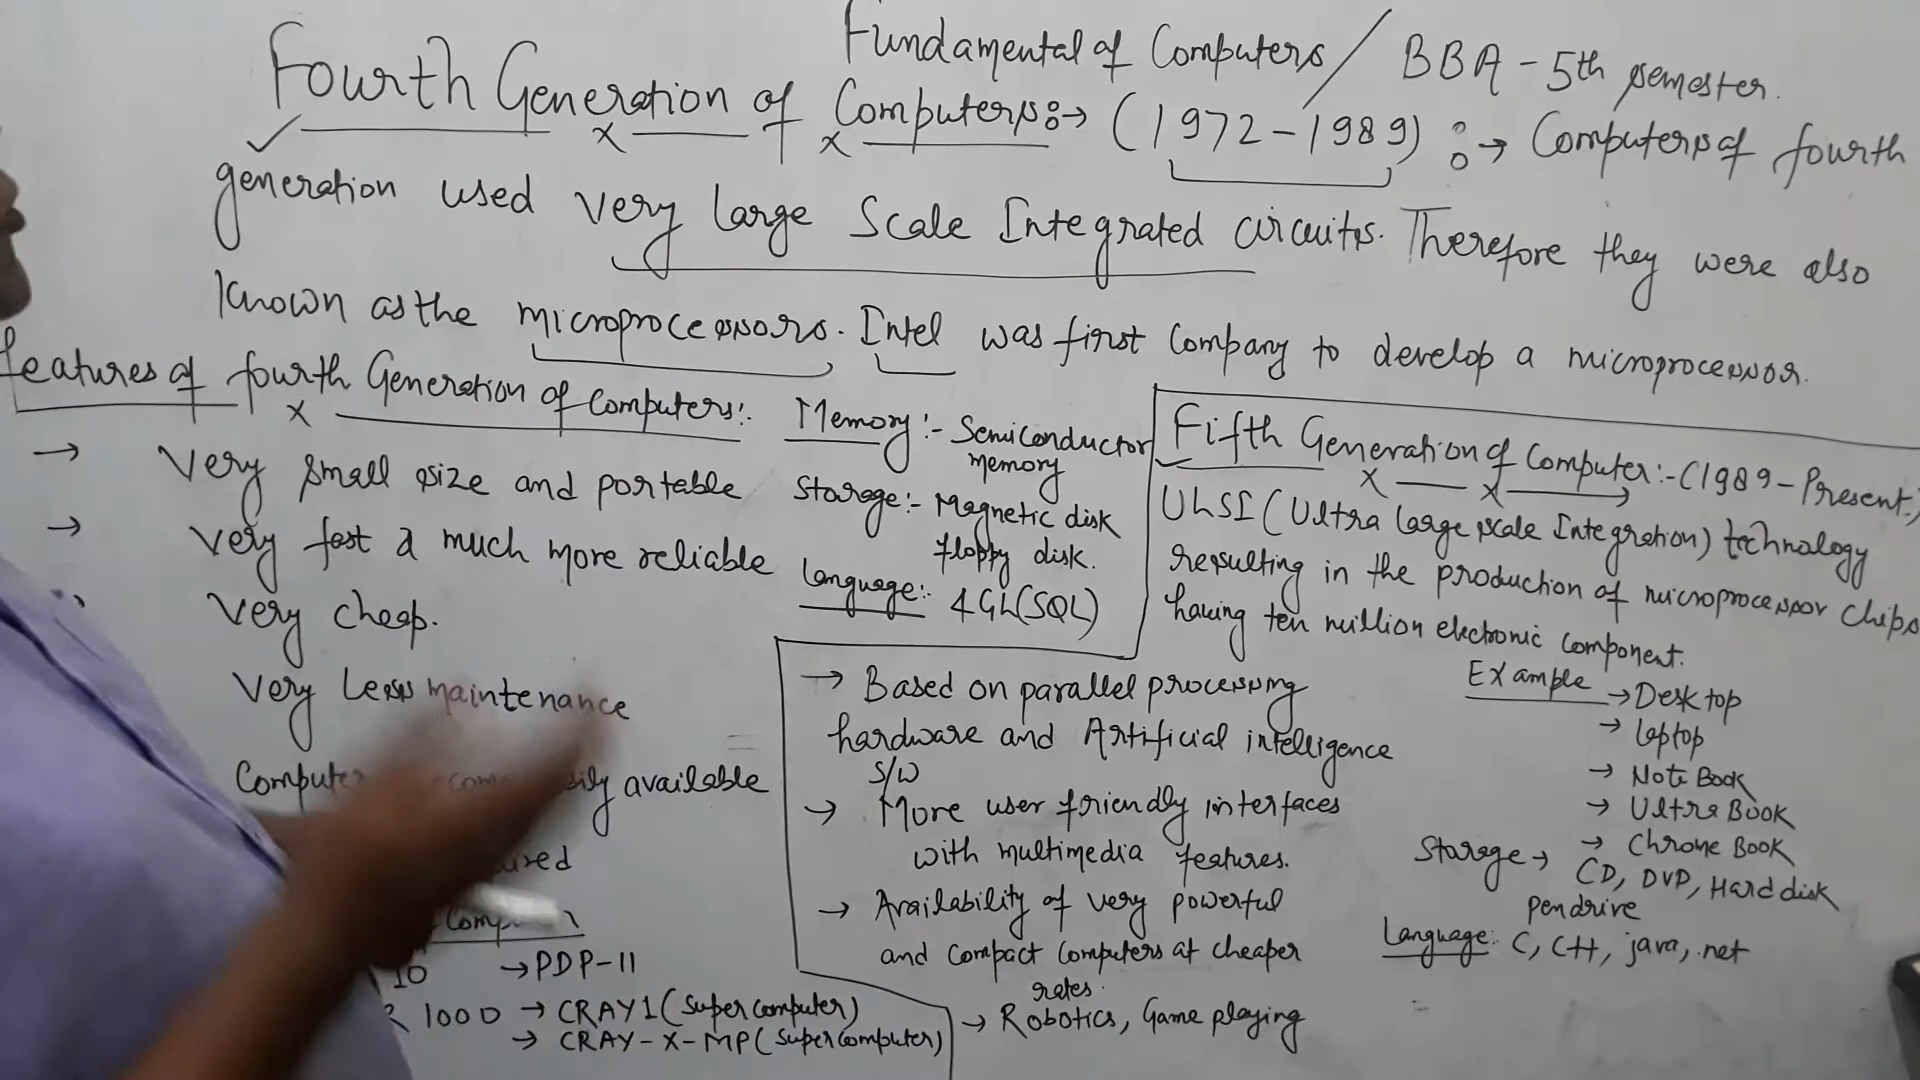 Fundamental of Computers / BBA - 5th semester.
Fourth Generation of Computers:→ (1972-1989) :→ Computers of fourth
generation used very large Scale Integrated circuits. Therefore they were also
known as the microprocessors. Intel was first Company to develop a microprocessor.
features of fourth Generation of Computers:.
→ Very small size and portable
→ Very fast & much more reliable
Very cheap.
Very Less maintenance
available
Comp
10 →PDP-11
1000 → CRAY1 (Super computer)
→ CRAY-X-MP (Supercomputer)
Memory:- Semiconductor
memory
Storage:- Magnetic disk
floppy disk.
Language:- 4GL(SQL)
Fifth Generation of Computer:- (1989-Present)
ULSI (Ultra large scale Integration) technology
resulting in the production of microprocessor chips
having ten million electronic component.
→ Based on parallel processing
hardware and Artificial intelligence
S/W
→ More user friendly interfaces
with multimedia features.
→ Availability of very powerful
and compact Computers at cheaper
rates.
→ Robotics, Game playing
Example → Desktop
→ laptop
→ Note Book
→ Ultra Book
→ Chrome Book
Storage → CD, DVD, Hard disk
pendrive
Language: C, C++, java, .net